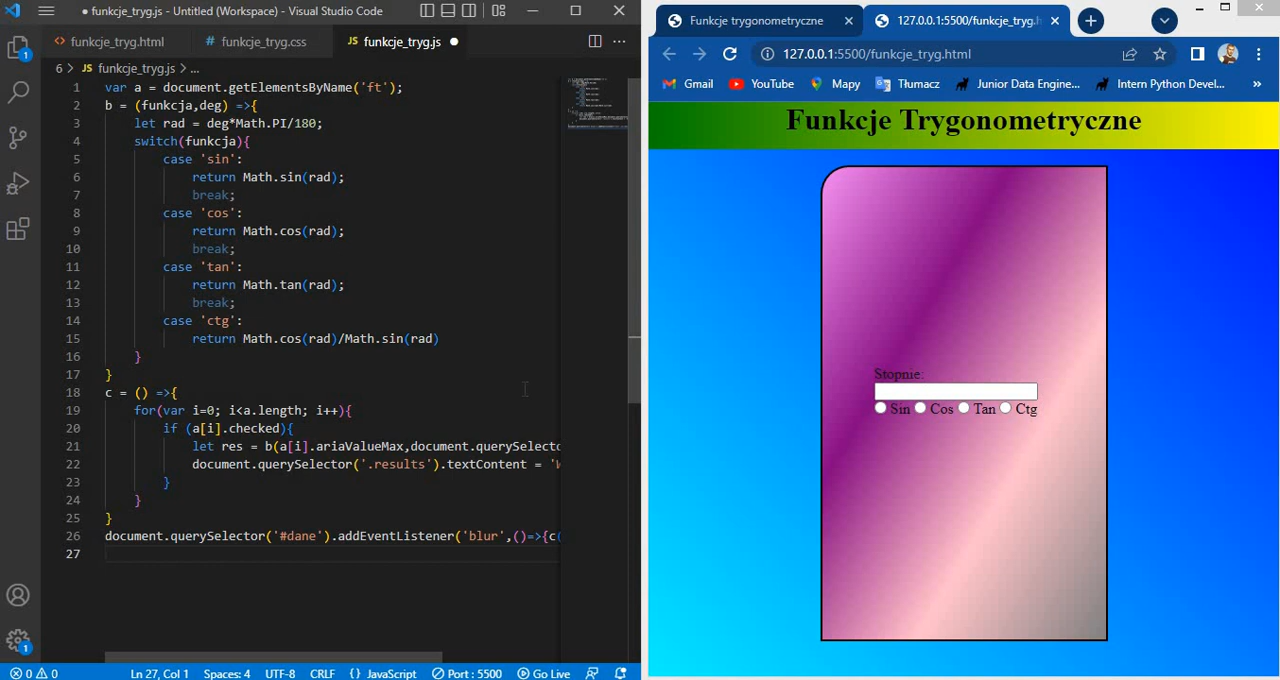 funkcje_tryg.js - Untitled (Workspace) - Visual Studio Code
funkcje_tryg.html
funkcje_tryg.css
JS funkcje_tryg.js
6 > JS funkcje_tryg.js > ...
1 var a = document.getElementsByName('ft');
2 b = (funkcja,deg) =>{
3 let rad = deg*Math.PI/180;
4 switch(funkcja){
5 case 'sin':
6 return Math.sin(rad);
7 break;
8 case 'cos':
9 return Math.cos(rad);
10 break;
11 case 'tan':
12 return Math.tan(rad);
13 break;
14 case 'ctg':
15 return Math.cos(rad)/Math.sin(rad)
16 }
17 }
18 c = () =>{
19 for(var i=0; i<a.length; i++){
20 if (a[i].checked){
21 let res = b(a[i].ariaValueMax,document.querySelecto
22 document.querySelector('.results').textContent = 'W
23 }
24 }
25 }
26 document.querySelector('#dane').addEventListener('blur',()=>{c(
27
1
1
0 0 Ln 27, Col 1 Spaces: 4 UTF-8 CRLF {} JavaScript Port : 5500 Go Live
Funkcje trygonometryczne
127.0.0.1:5500/funkcje_tryg.h
127.0.0.1:5500/funkcje_tryg.html
Gmail YouTube Mapy Tłumacz Junior Data Engine... Intern Python Devel... »
Funkcje Trygonometryczne
Stopnie:
Sin Cos Tan Ctg